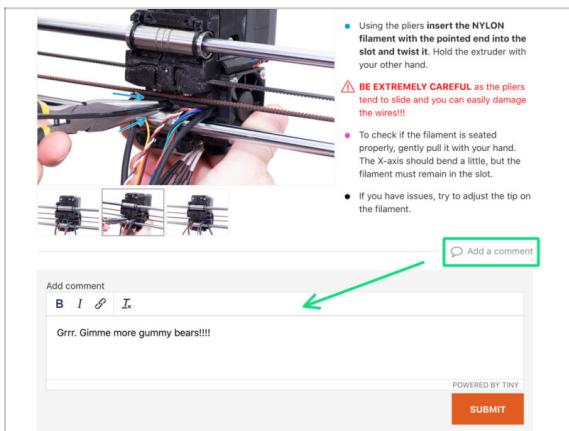 Using the pliers insert the NYLON
filament with the pointed end into the
slot and twist it. Hold the extruder with
your other hand.
BE EXTREMELY CAREFUL as the pliers
tend to slide and you can easily damage
the wires!!!
To check if the filament is seated
properly, gently pull it with your hand.
The X-axis should bend a little, but the
filament must remain in the slot.
If you have issues, try to adjust the tip on
the filament.
Add a comment
Add comment
B I
Grrr. Gimme more gummy bears!!!!
POWERED BY TINY
SUBMIT